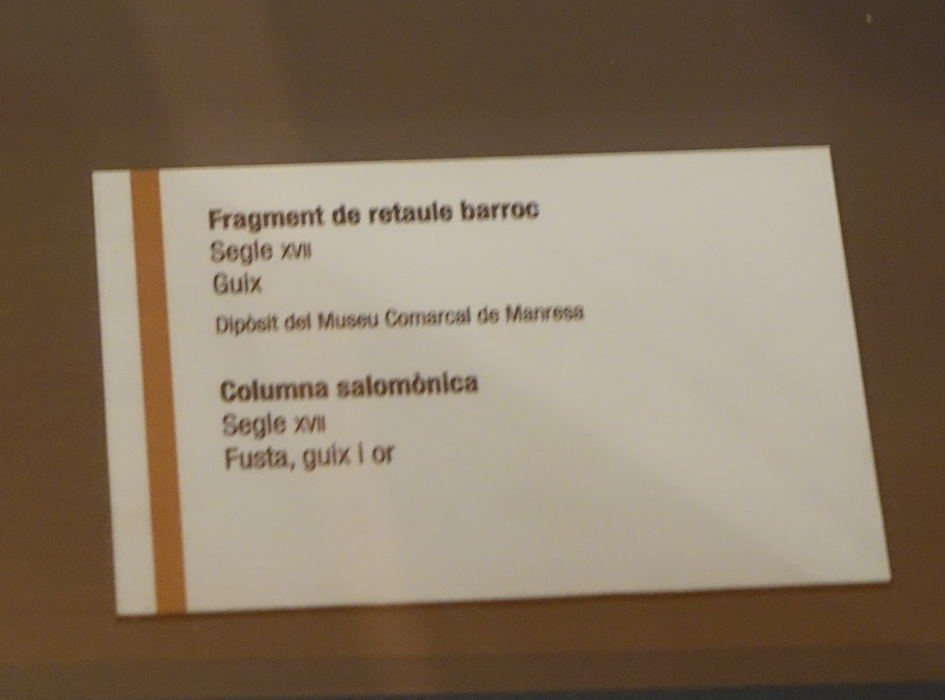 Fragment de retaule barroc
Segle XVII
Guix
Dipòsit del Museu Comarcal de Manresa
Columna salomònica
Segle XVII
Fusta, guix i or